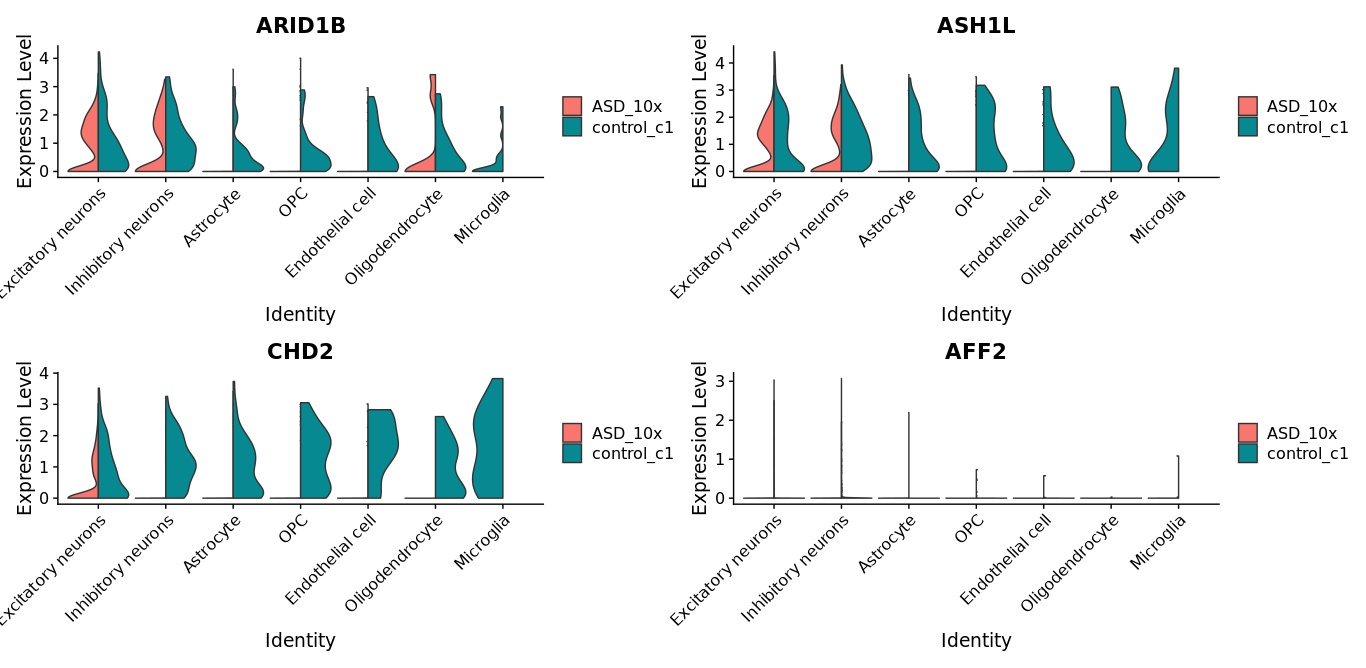 ARID1B
Expression Level
4
3
2
1
0
Excitatory neurons
Inhibitory neurons
Astrocyte
OPC
Endothelial cell
Oligodendrocyte
Microglia
Identity
ASD_10x
control_c1
ASH1L
Expression Level
4
3
2
1
0
Excitatory neurons
Inhibitory neurons
Astrocyte
OPC
Endothelial cell
Oligodendrocyte
Microglia
Identity
ASD_10x
control_c1
CHD2
Expression Level
4
3
2
1
0
Excitatory neurons
Inhibitory neurons
Astrocyte
OPC
Endothelial cell
Oligodendrocyte
Microglia
Identity
ASD_10x
control_c1
AFF2
Expression Level
3
2
1
0
Excitatory neurons
Inhibitory neurons
Astrocyte
OPC
Endothelial cell
Oligodendrocyte
Microglia
Identity
ASD_10x
control_c1